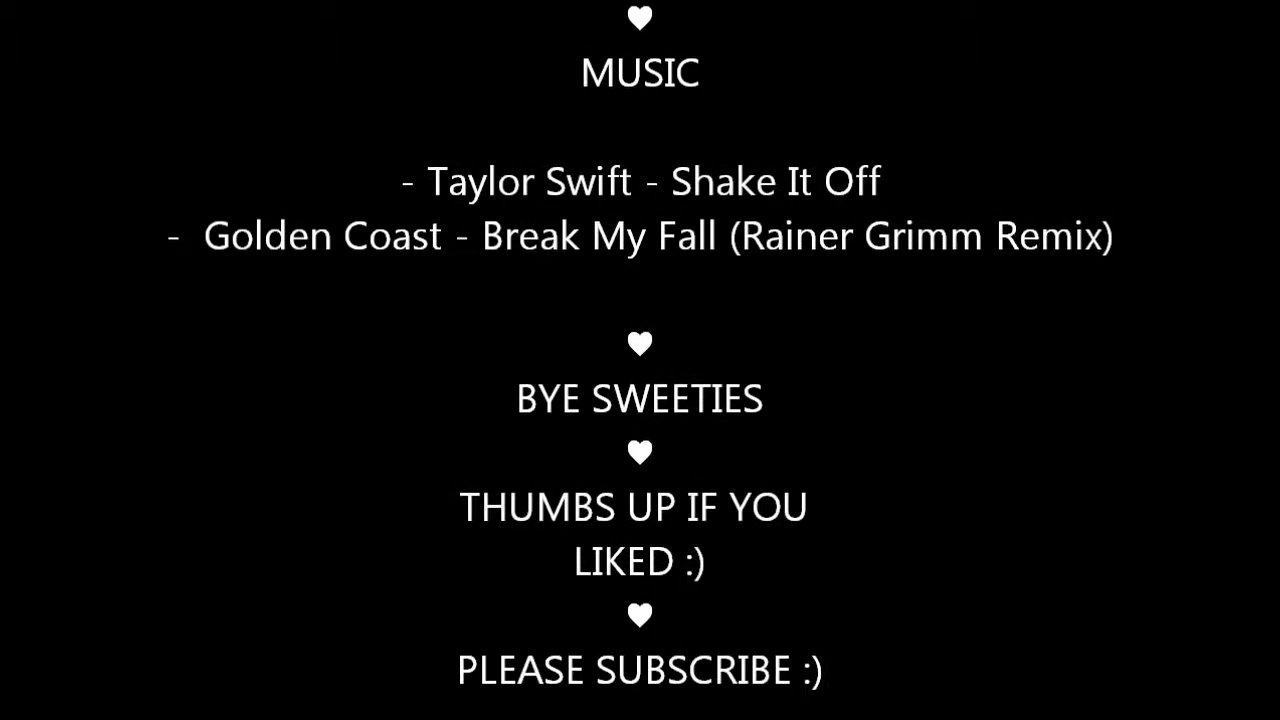 ♥
MUSIC
- Taylor Swift - Shake It Off
- Golden Coast - Break My Fall (Rainer Grimm Remix)
♥
BYE SWEETIES
♥
THUMBS UP IF YOU
LIKED :)
♥
PLEASE SUBSCRIBE :)